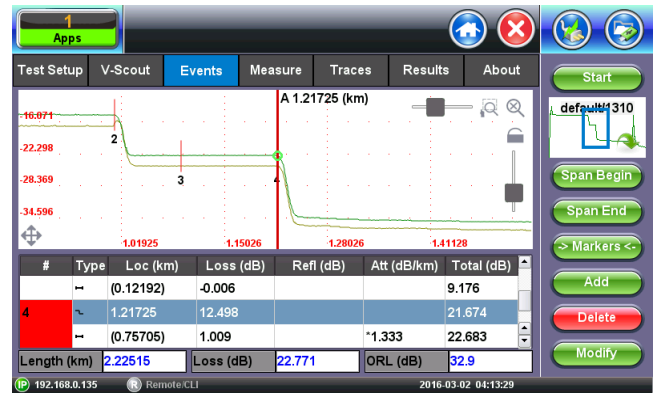 1
Apps
Test Setup V-Scout Events Measure Traces Results About
Start
A 1.21725 (km)
default/1310
-16.071
-22.298
-28.369
-34.596
2
3
4
1.01925 1.15026 1.28026 1.41128
Span Begin
Span End
-> Markers <-
Add
Delete
Modify
# Type Loc (km) Loss (dB) Refl (dB) Att (dB/km) Total (dB)
(0.12192) -0.006 9.176
4 1.21725 12.498 21.674
(0.75705) 1.009 *1.333 22.683
Length (km) 2.22515 Loss (dB) 22.771 ORL (dB) 32.9
IP 192.168.0.135 R Remote/CLI 2016-03-02 04:13:29